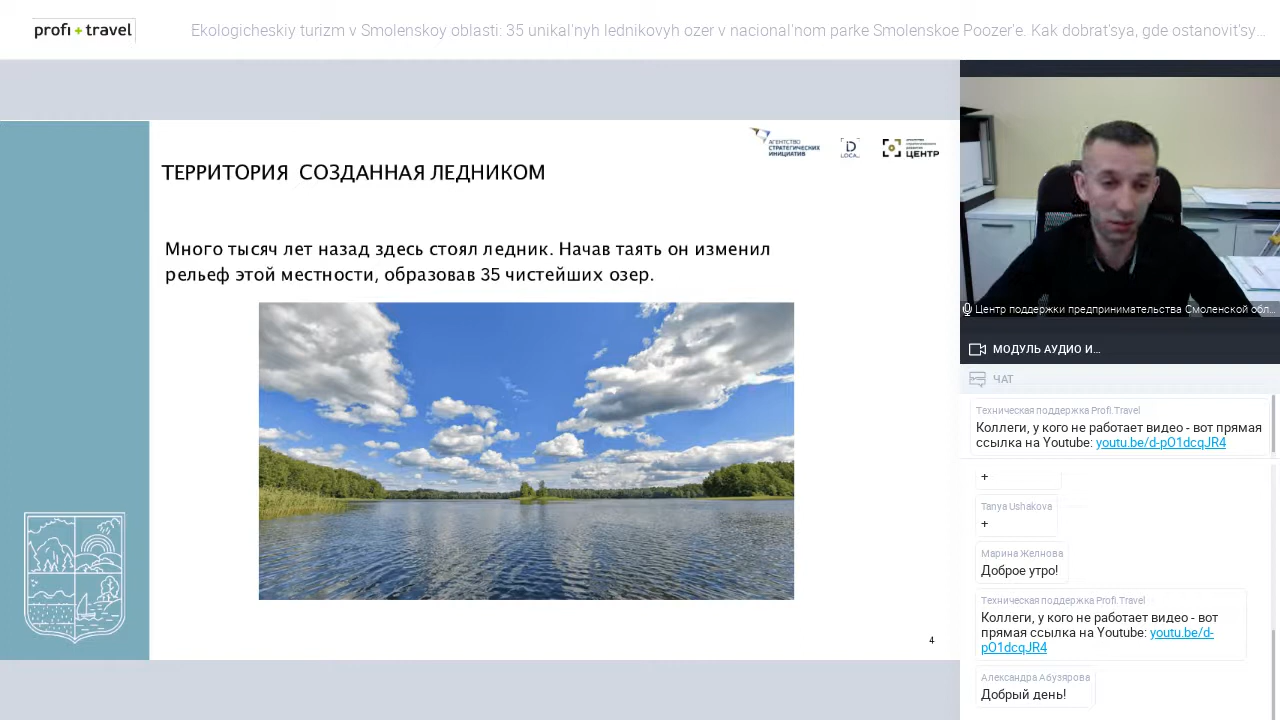 profi + travel
Ekologicheskiy turizm v Smolenskoy oblasti: 35 unikal'nyh lednikovyh ozer v nacional'nom parke Smolenskoe Poozer'e. Kak dobrat'sya, gde ostanovit'sy...
АГЕНТСТВО
СТРАТЕГИЧЕСКИХ
ИНИЦИАТИВ
D
LOCA...
ЦЕНТР
ТЕРРИТОРИЯ СОЗДАННАЯ ЛЕДНИКОМ
Много тысяч лет назад здесь стоял ледник. Начав таять он изменил
рельеф этой местности, образовав 35 чистейших озер.
4
Центр поддержки предпринимательства Смоленской обл...
МОДУЛЬ АУДИО И...
ЧАТ
Техническая поддержка Profi.Travel
Коллеги, у кого не работает видео - вот прямая
ссылка на Youtube: youtu.be/d-pO1dcqJR4
+
Tanya Ushakova
+
Марина Желнова
Доброе утро!
Техническая поддержка Profi.Travel
Коллеги, у кого не работает видео - вот
прямая ссылка на Youtube: youtu.be/d-
pO1dcqJR4
Александра Абузярова
Добрый день!